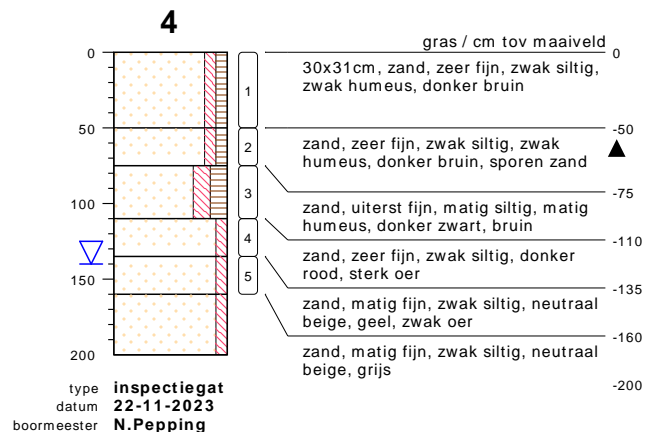 4
gras / cm tov maaiveld
0
0
30x31cm, zand, zeer fijn, zwak siltig,
zwak humeus, donker bruin
1
50
-50
2
zand, zeer fijn, zwak siltig, zwak
humeus, donker bruin, sporen zand
-75
3
100
zand, uiterst fijn, matig siltig, matig
humeus, donker zwart, bruin
-110
4
zand, zeer fijn, zwak siltig, donker
rood, sterk oer
-135
5
150
zand, matig fijn, zwak siltig, neutraal
beige, geel, zwak oer
-160
200
zand, matig fijn, zwak siltig, neutraal
beige, grijs
-200
type inspectiegat
datum 22-11-2023
boormeester N.Pepping